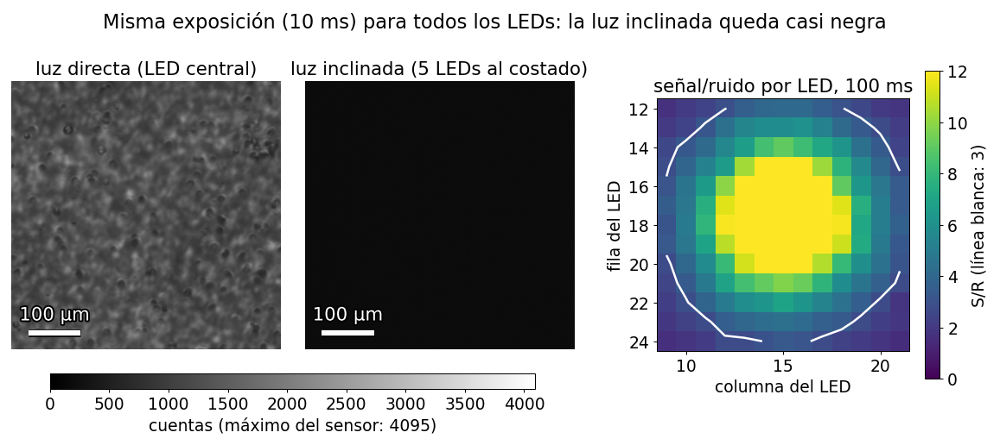 Misma exposición (10 ms) para todos los LEDs: la luz inclinada queda casi negra
luz directa (LED central)
100 µm
luz inclinada (5 LEDs al costado)
100 µm
0 500 1000 1500 2000 2500 3000 3500 4000
cuentas (máximo del sensor: 4095)
señal/ruido por LED, 100 ms
fila del LED
12
14
16
18
20
22
24
10 15 20
columna del LED
12
10
8
6
4
2
0
S/R (línea blanca: 3)